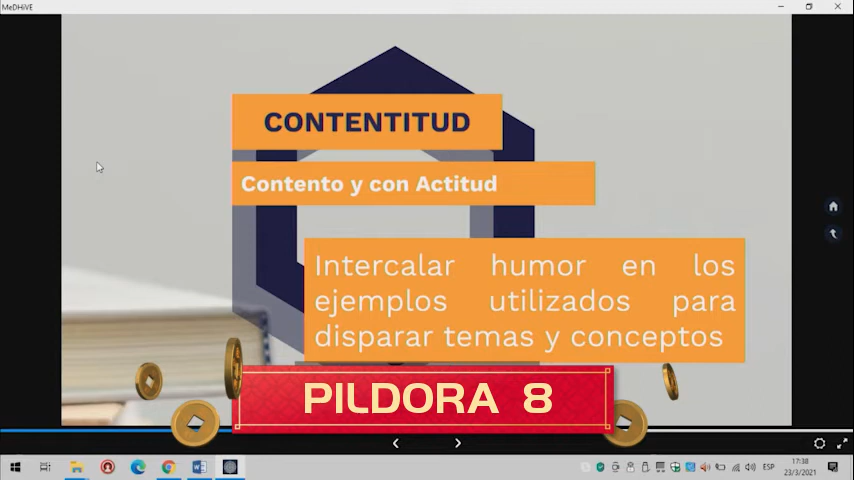 MeDHiVE
CONTENTITUD
Contento y con Actitud
Intercalar humor en los
ejemplos utilizados para
disparar temas y conceptos
PILDORA 8
ESP
17:38
23/3/2021